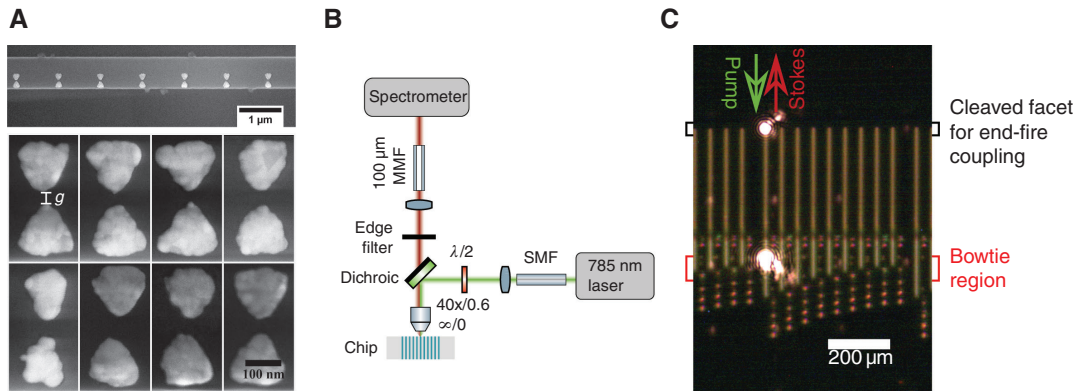 A
1 µm
g
100 nm
B
Spectrometer
100 µm
MMF
Edge
filter
Dichroic
λ/2
SMF
785 nm
laser
40x/0.6
∞/0
Chip
C
Pump
Stokes
Cleaved facet
for end-fire
coupling
Bowtie
region
200 µm